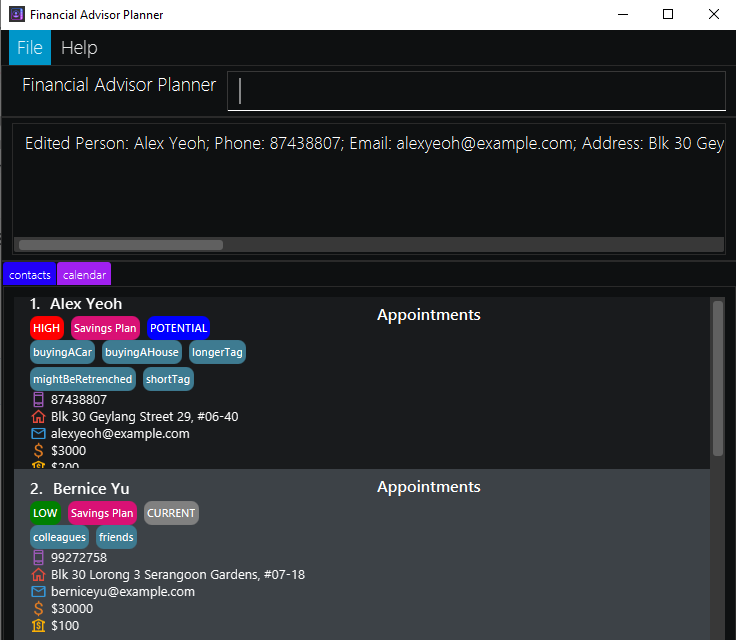 Financial Advisor Planner
File Help
Financial Advisor Planner
Edited Person: Alex Yeoh; Phone: 87438807; Email: alexyeoh@example.com; Address: Blk 30 Gey
contacts calendar
1. Alex Yeoh
Appointments
HIGH Savings Plan POTENTIAL
buyingACar buyingAHouse longerTag
mightBeRetrenched shortTag
87438807
Blk 30 Geylang Street 29, #06-40
alexyeoh@example.com
$3000
$200
2. Bernice Yu
Appointments
LOW Savings Plan CURRENT
colleagues friends
99272758
Blk 30 Lorong 3 Serangoon Gardens, #07-18
berniceyu@example.com
$30000
$100